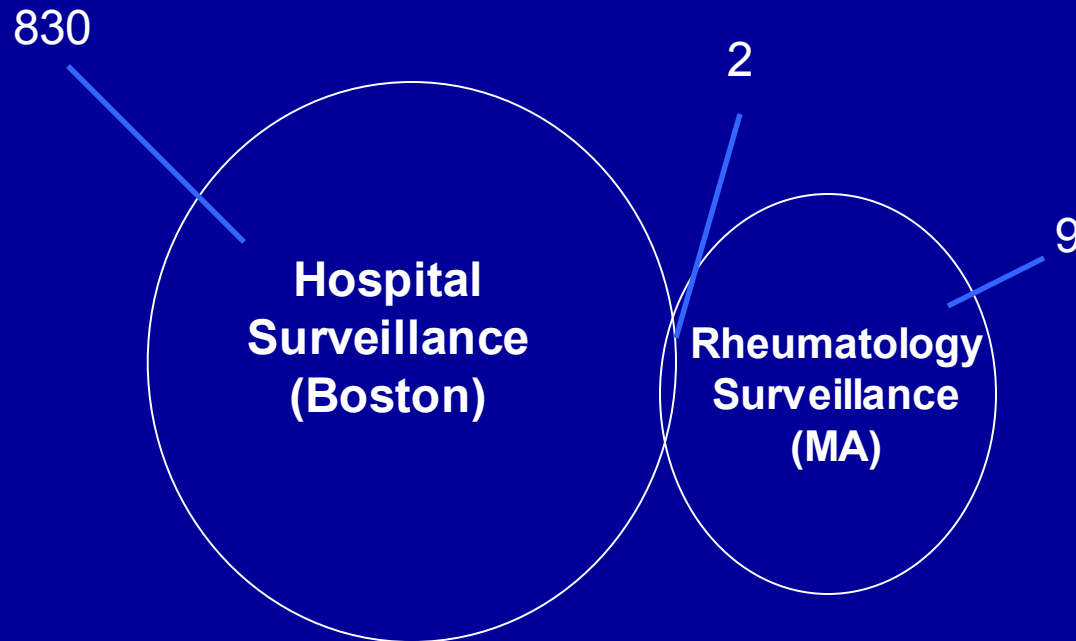 830
2
9
Hospital
Surveillance
(Boston)
Rheumatology
Surveillance
(MA)